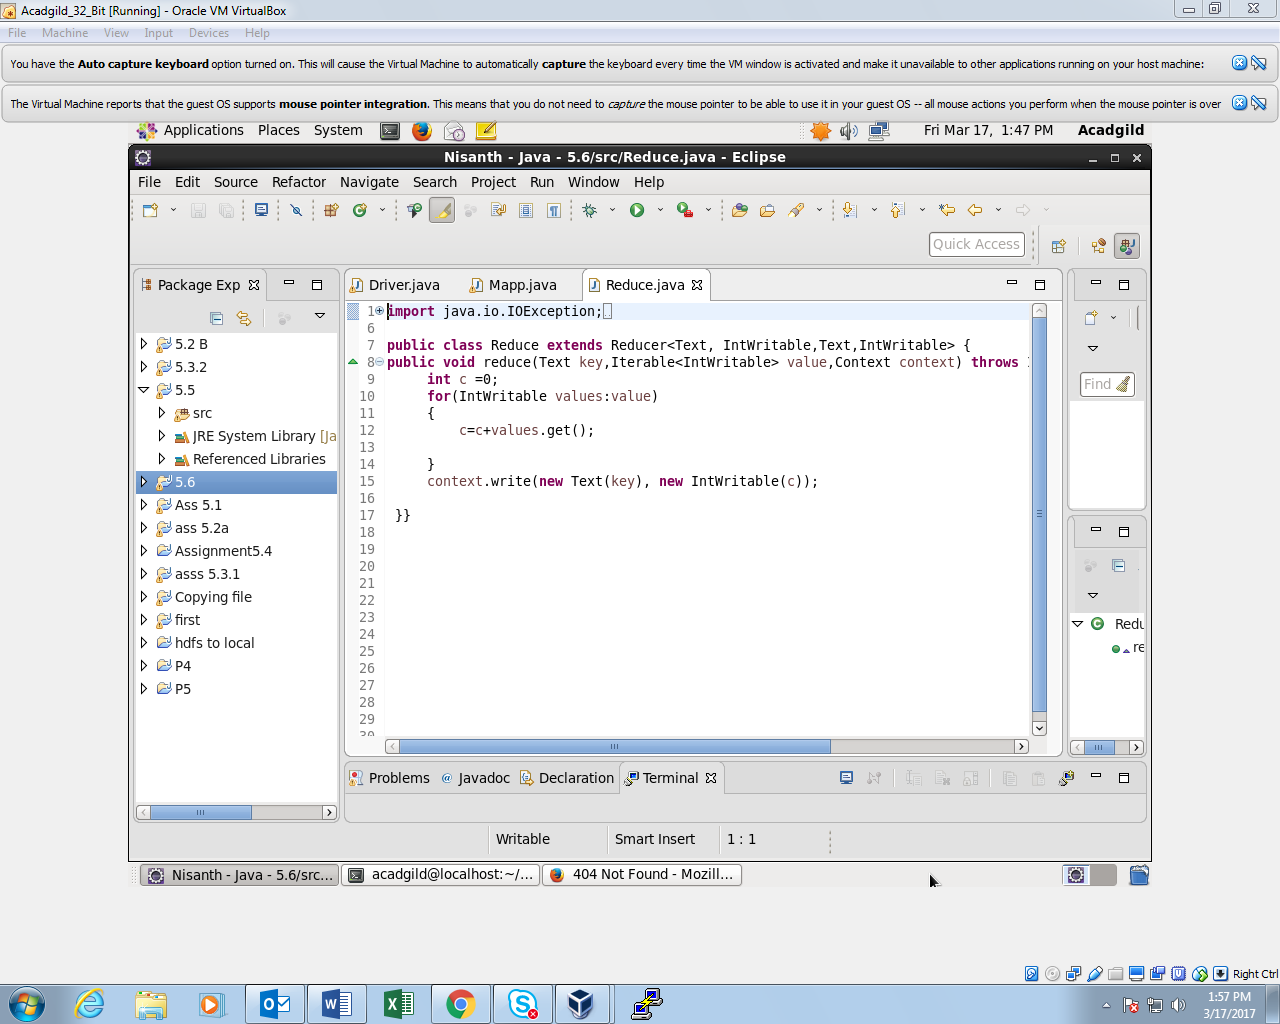 Acadgild_32_Bit [Running] - Oracle VM VirtualBox
File Machine View Input Devices Help
You have the Auto capture keyboard option turned on. This will cause the Virtual Machine to automatically capture the keyboard every time the VM window is activated and make it unavailable to other applications running on your host machine:
The Virtual Machine reports that the guest OS supports mouse pointer integration. This means that you do not need to capture the mouse pointer to be able to use it in your guest OS -- all mouse actions you perform when the mouse pointer is over
Applications Places System Fri Mar 17, 1:47 PM Acadgild
Nisanth - Java - 5.6/src/Reduce.java - Eclipse
File Edit Source Refactor Navigate Search Project Run Window Help
Quick Access
Package Exp
5.2 B
5.3.2
5.5
src
JRE System Library [Ja
Referenced Libraries
5.6
Ass 5.1
ass 5.2a
Assignment5.4
asss 5.3.1
Copying file
first
hdfs to local
P4
P5
Driver.java Mapp.java Reduce.java
1 import java.io.IOException;
6
7 public class Reduce extends Reducer<Text, IntWritable,Text,IntWritable> {
8 public void reduce(Text key,Iterable<IntWritable> value,Context context) throws
9 int c =0;
10 for(IntWritable values:value)
11 {
12 c=c+values.get();
13
14 }
15 context.write(new Text(key), new IntWritable(c));
16
17 }}
18
19
20
21
22
23
24
25
26
27
28
29
30
Find
Redu
re
Problems Javadoc Declaration Terminal
Writable Smart Insert 1 : 1
Nisanth - Java - 5.6/src... acadgild@localhost:~/... 404 Not Found - Mozill...
Right Ctrl
1:57 PM
3/17/2017